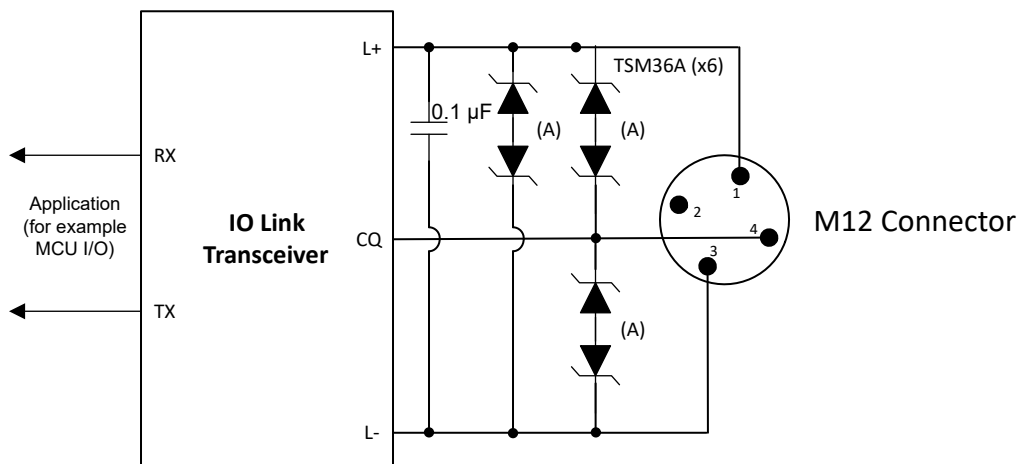 L+
TSM36A (x6)
0.1 µF
(A)
(A)
RX
1
Application
(for example
MCU I/O)
IO Link
Transceiver
2
M12 Connector
CQ
4
3
TX
(A)
L-